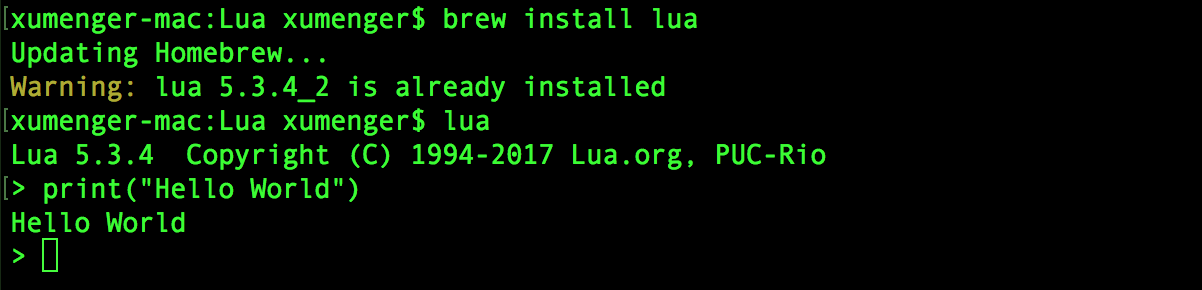 [xumenger-mac:Lua xumenger$ brew install lua
Updating Homebrew...
Warning: lua 5.3.4_2 is already installed
[xumenger-mac:Lua xumenger$ lua
Lua 5.3.4  Copyright (C) 1994-2017 Lua.org, PUC-Rio
[> print("Hello World")
Hello World
>